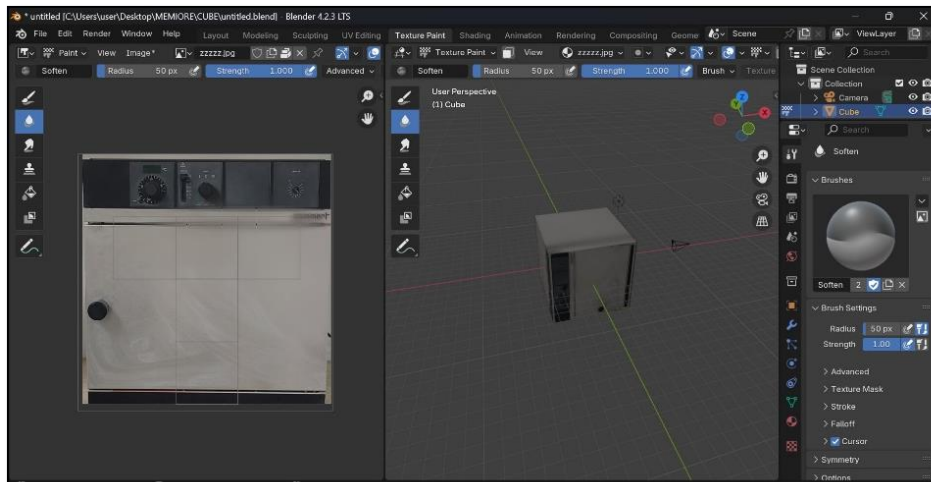 * untitled [C:\Users\user\Desktop\MEMIORE\CUBE\untitled.blend] - Blender 4.2.3 LTS
File Edit Render Window Help Layout Modeling Sculpting UV Editing Texture Paint Shading Animation Rendering Compositing Geome Scene ViewLayer
Paint View Image* zzzzz.jpg
Texture Paint View zzzzz.jpg
Search
Soften Radius 50 px Strength 1.000 Advanced
Soften Radius 50 px Strength 1.000 Brush Texture
User Perspective
(1) Cube
Scene Collection
Collection
Camera
Cube
Search
Soften
Brushes
Soften 2
Brush Settings
Radius 50 px
Strength 1.00
Advanced
Texture Mask
Stroke
Falloff
Cursor
Symmetry
Options